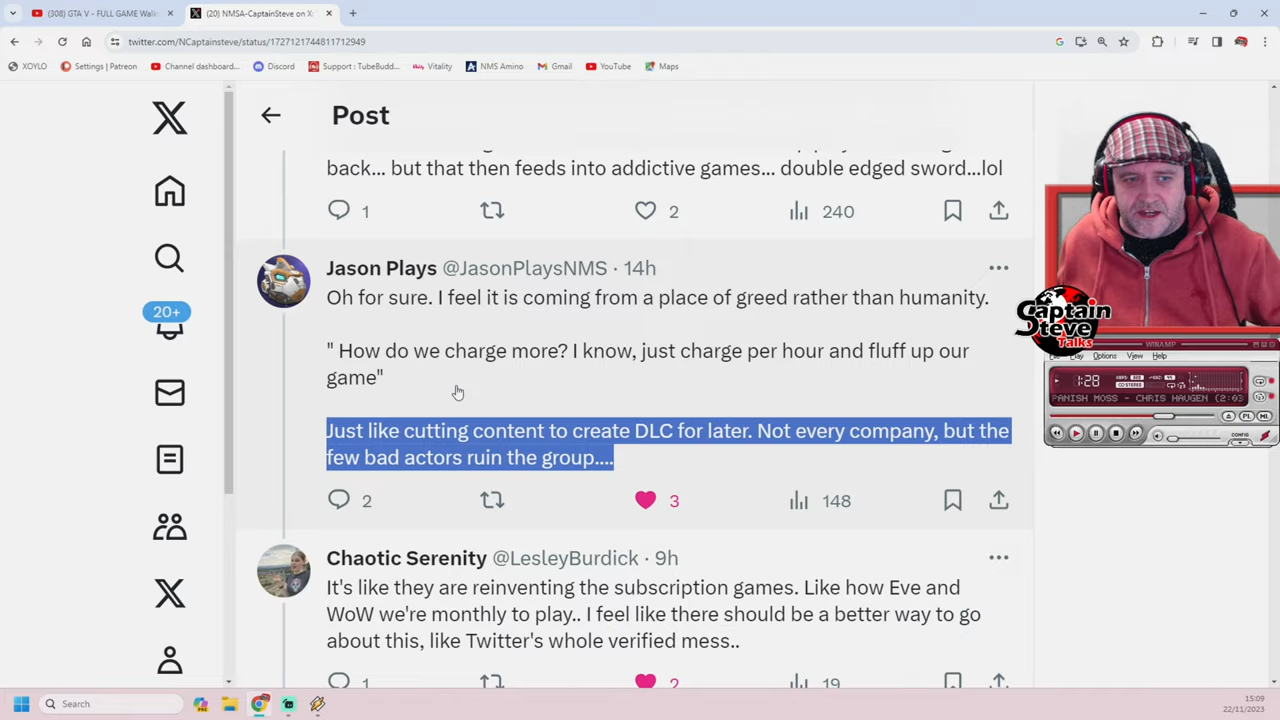 (308) GTA V - FULL GAME Walk
(20) NMSA-CaptainSteve on X
twitter.com/NCaptainsteve/status/1727121744811712949
XOYLO
Settings | Patreon
Channel dashboard...
Discord
Support : TubeBudd...
Vitality
NMS Amino
Gmail
YouTube
Maps
Post
back... but that then feeds into addictive games... double edged sword...lol
1
2
240
Jason Plays @JasonPlaysNMS · 14h
Oh for sure. I feel it is coming from a place of greed rather than humanity.
" How do we charge more? I know, just charge per hour and fluff up our
game"
Just like cutting content to create DLC for later. Not every company, but the
few bad actors ruin the group....
2
3
148
20+
Chaotic Serenity @LesleyBurdick · 9h
It's like they are reinventing the subscription games. Like how Eve and
WoW we're monthly to play.. I feel like there should be a better way to go
about this, like Twitter's whole verified mess..
1
2
19
Captain
Steve
Talks
WINAMP
Play Options View Help
1:28
PANISH MOSS - CHRIS HAUGEN (2:03
Search
15:09
22/11/2023